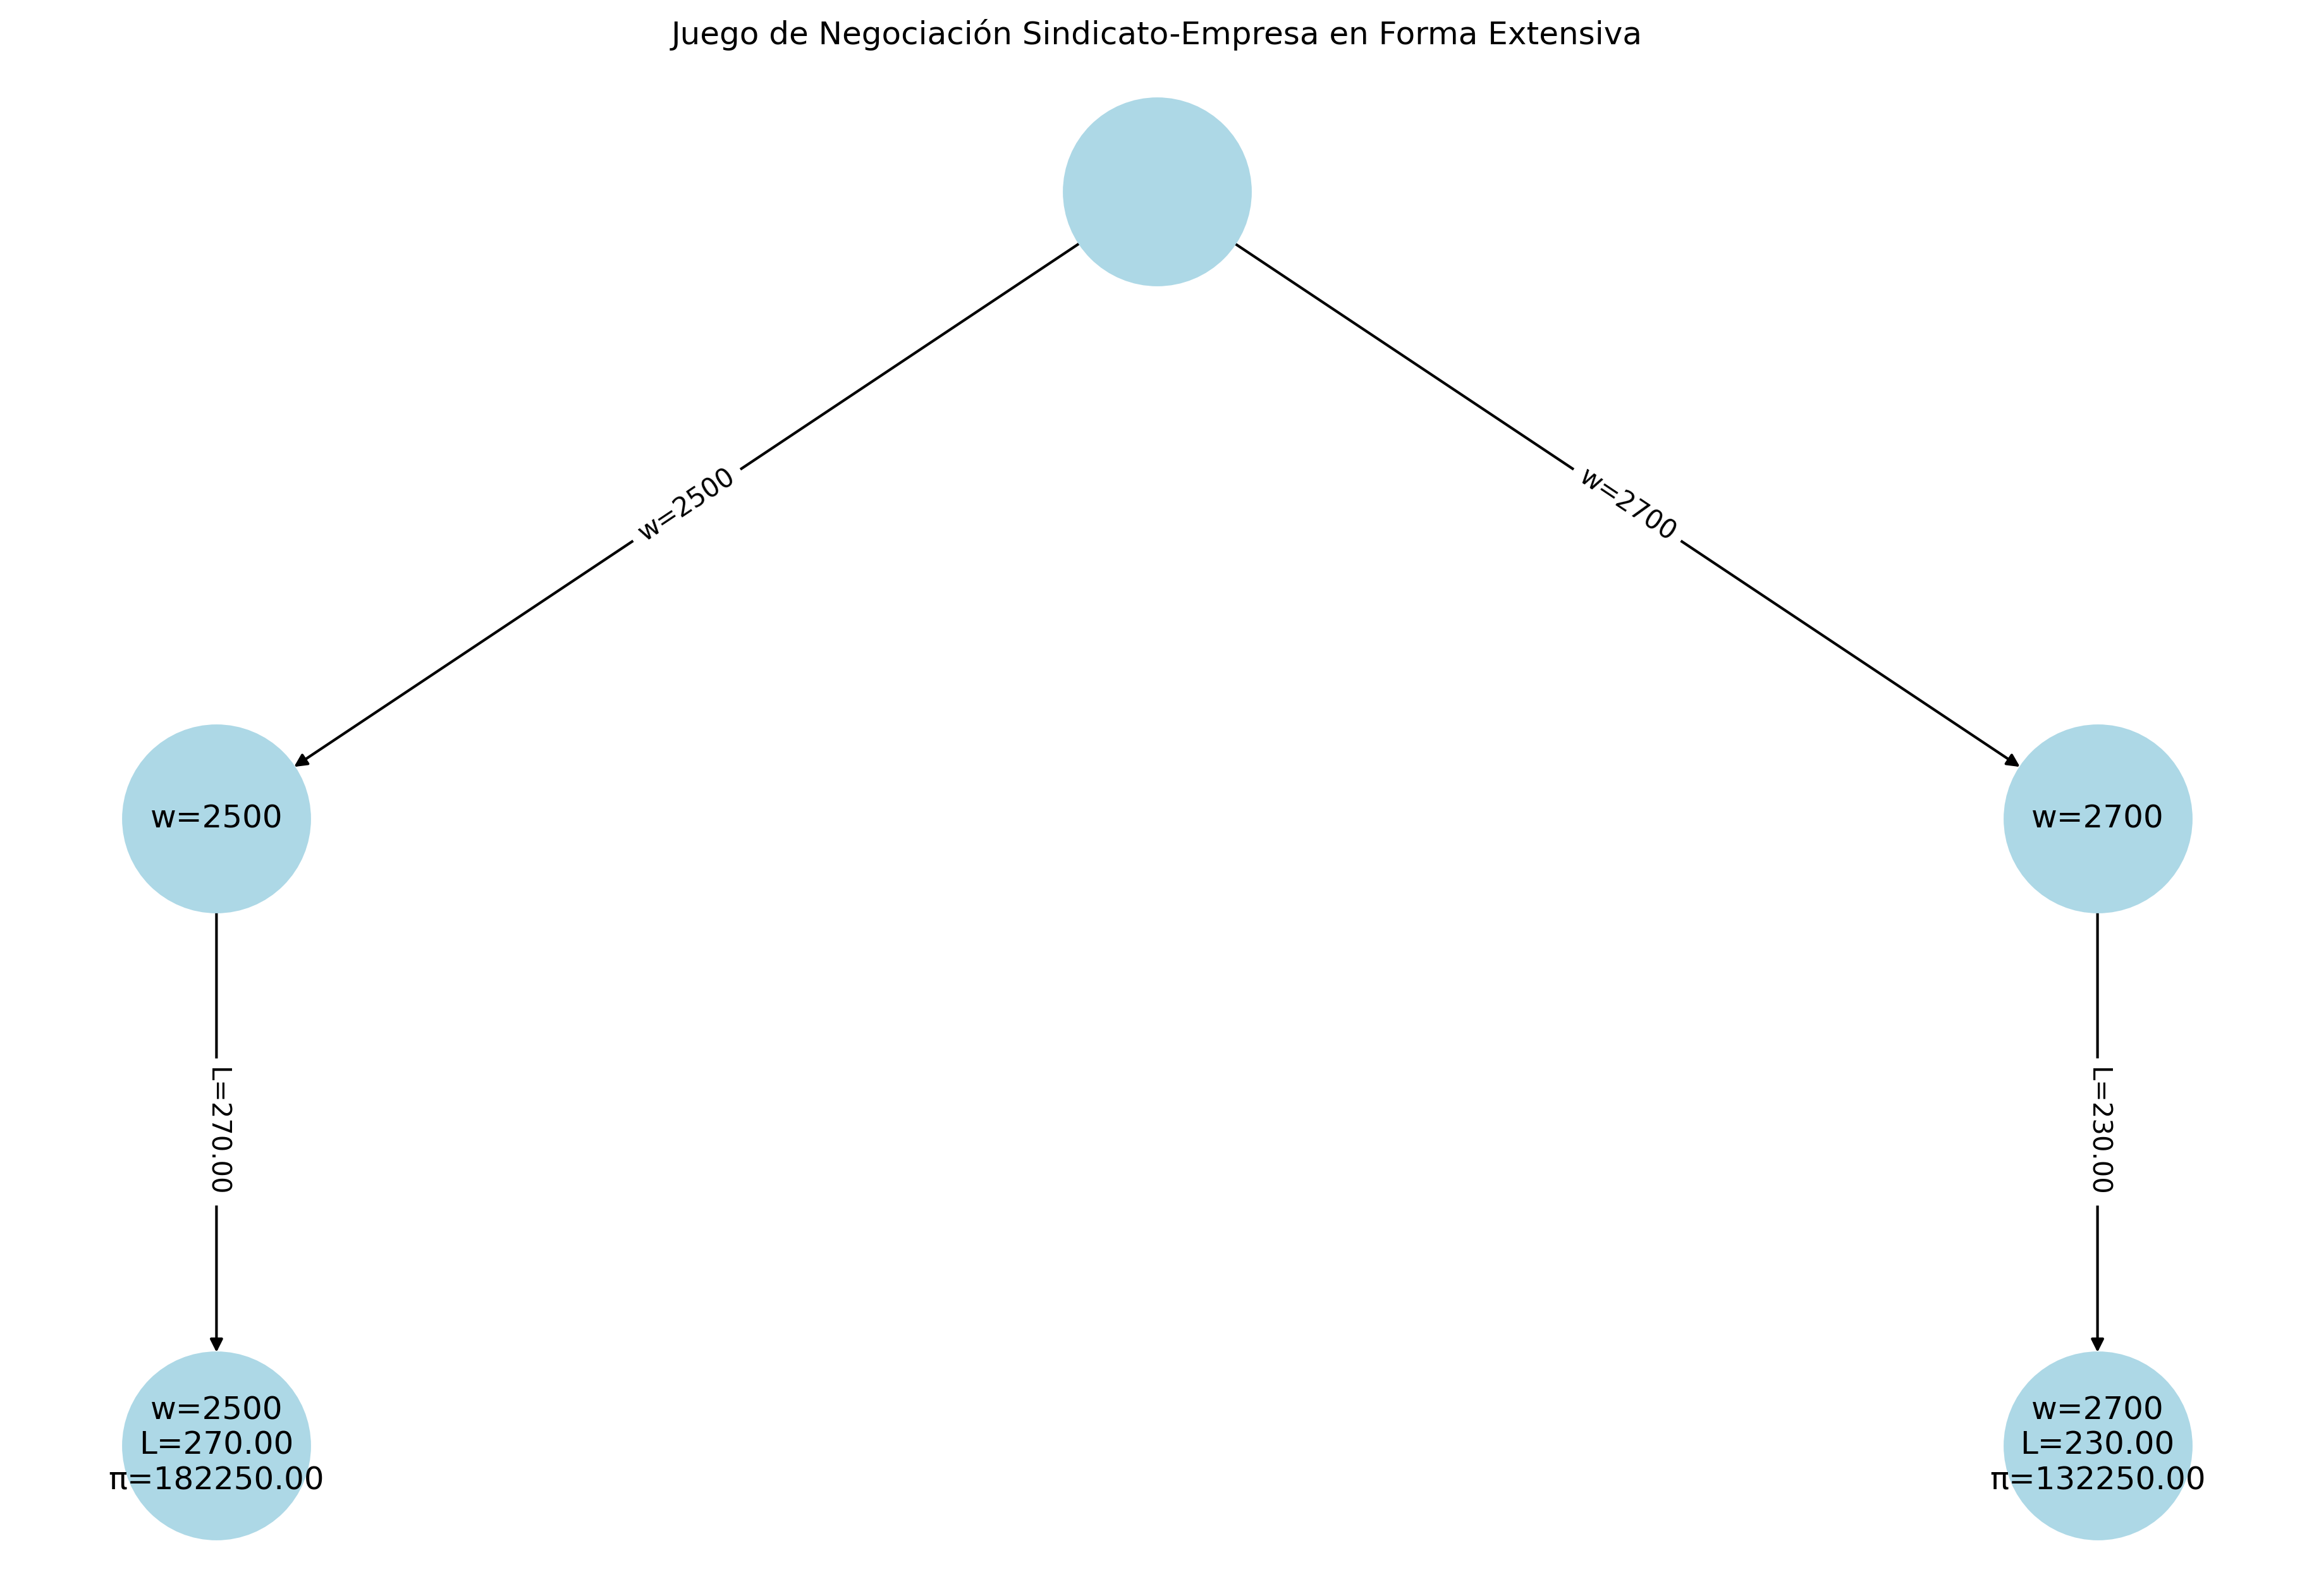 Juego de Negociación Sindicato-Empresa en Forma Extensiva
w=2500
w=2700
w=2500
w=2700
L=270.00
L=230.00
w=2500
L=270.00
π=182250.00
w=2700
L=230.00
π=132250.00